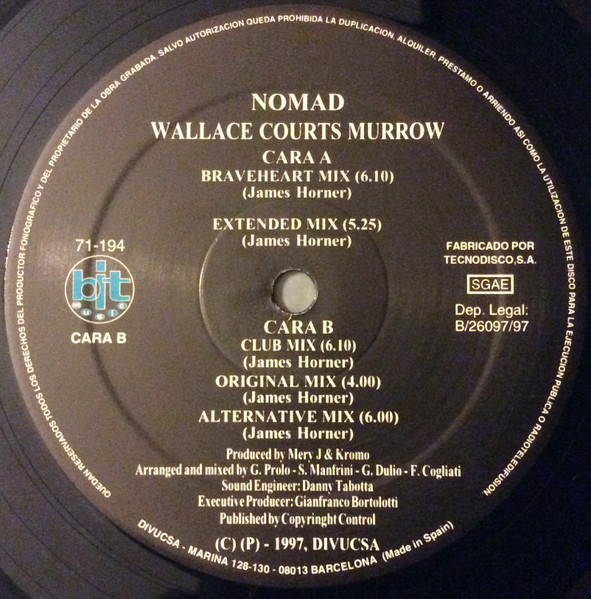 QUEDAN RESERVADOS TODOS LOS DERECHOS DEL PRODUCTOR FONOGRAFICO Y DEL PROPIETARIO DE LA OBRA GRABADA. SALVO AUTORIZACION QUEDA PROHIBIDA LA DUPLICACION, ALQUILER, PRESTAMO O ARRIENDO ASI COMO LA UTILIZACION DE ESTE DISCO PARA LA EJECUCION PUBLICA O RADIOTELEDIFUSION
NOMAD
WALLACE COURTS MURROW
CARA A
BRAVEHEART MIX (6.10)
(James Horner)
EXTENDED MIX (5.25)
(James Horner)
71-194
bit
music
CARA B
FABRICADO POR
TECNODISCO,S.A.
SGAE
Dep. Legal:
B/26097/97
CARA B
CLUB MIX (6.10)
(James Horner)
ORIGINAL MIX (4.00)
(James Horner)
ALTERNATIVE MIX (6.00)
(James Horner)
Produced by Mery J & Kromo
Arranged and mixed by G. Prolo - S. Manfrini - G. Dulio - F. Cogliati
Sound Engineer: Danny Tabotta
Executive Producer: Gianfranco Bortolotti
Published by Copyringht Control
(C) (P) - 1997, DIVUCSA
DIVUCSA - MARINA 128-130 - 08013 BARCELONA (Made in Spain)